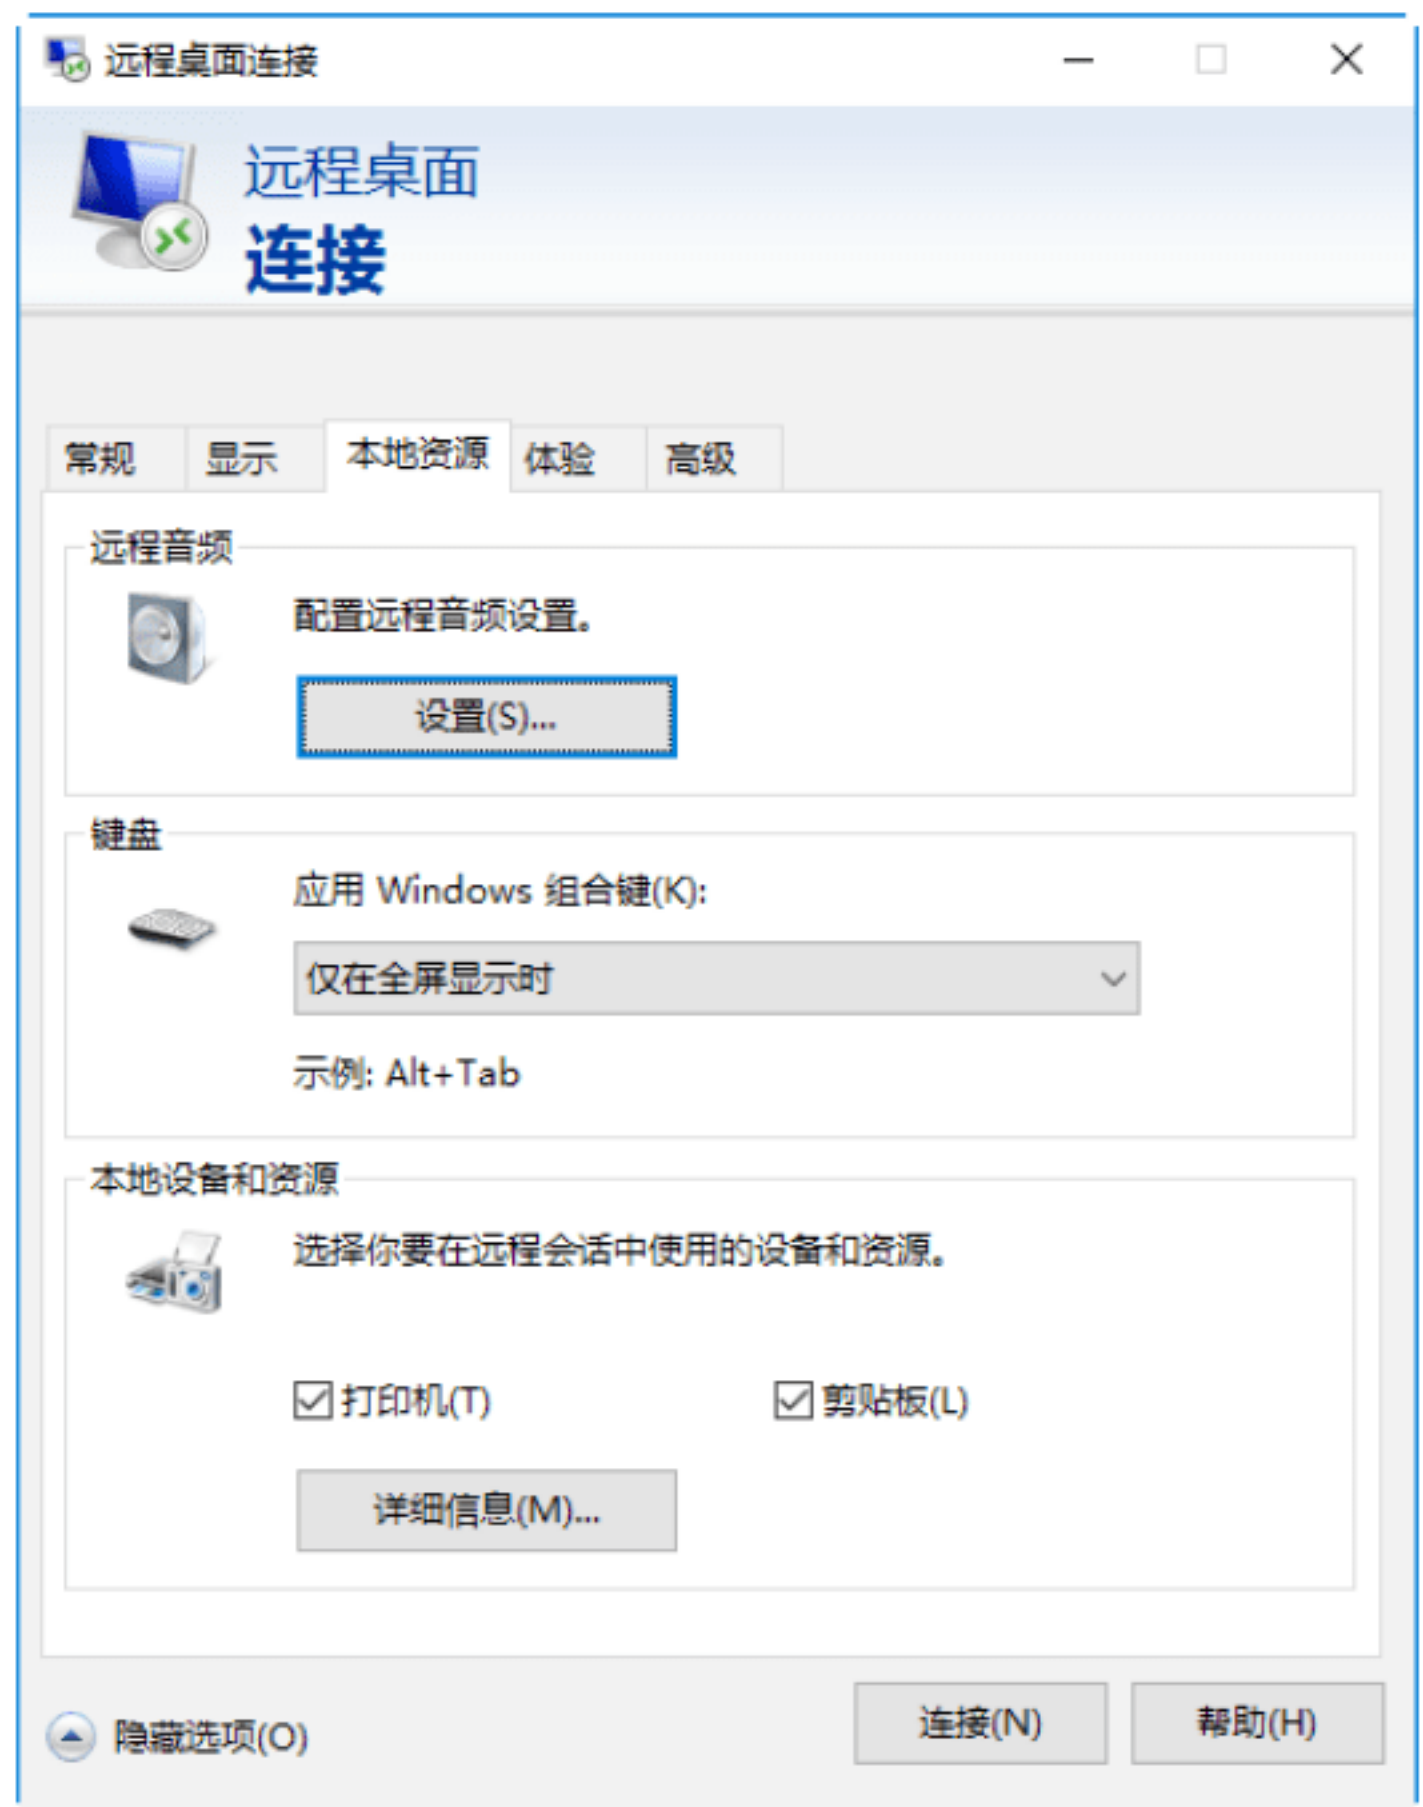 远程桌面连接
远程桌面
连接
常规 显示 本地资源 体验 高级
远程音频
配置远程音频设置。
设置(S)...
键盘
应用 Windows 组合键(K):
仅在全屏显示时
示例: Alt+Tab
本地设备和资源
选择你要在远程会话中使用的设备和资源。
打印机(T) 剪贴板(L)
详细信息(M)...
隐藏选项(O) 连接(N) 帮助(H)